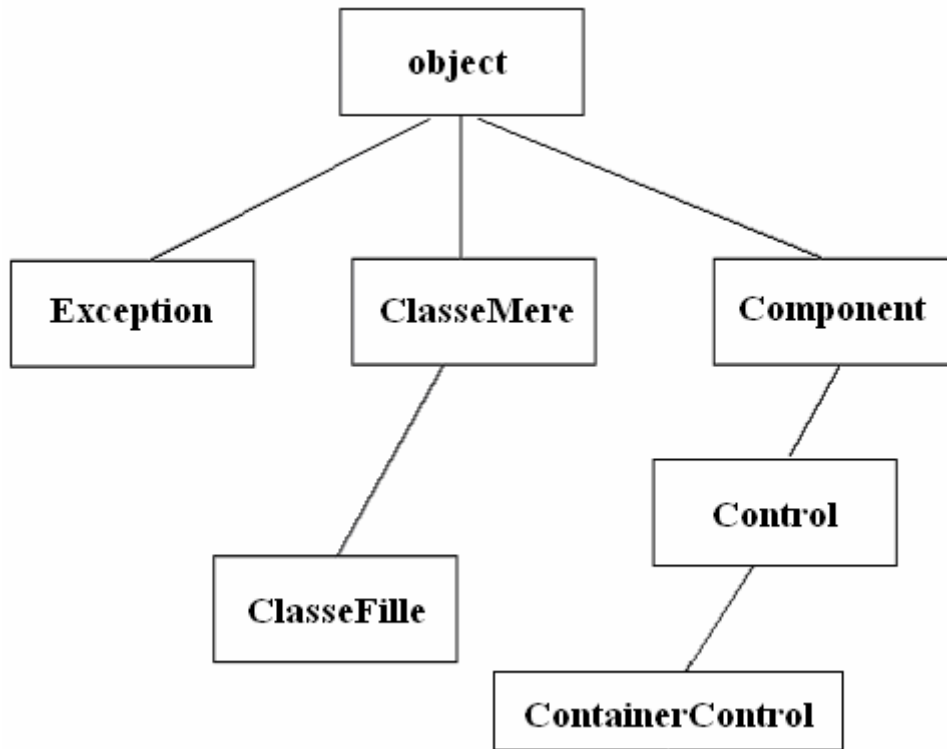 object
Exception
ClasseMere
Component
Control
ClasseFille
ContainerControl